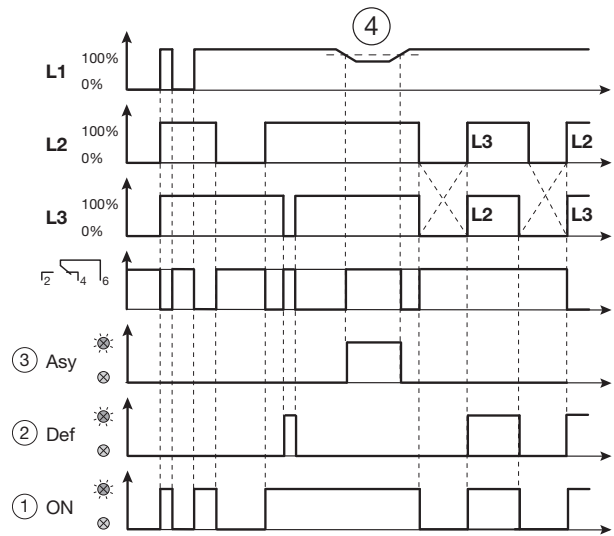 4
L1 100%
0%
L2 100%
0%
L3 L2
L3 100%
0%
L2 L3
2 4 6
3 Asy
2 Def
1 ON